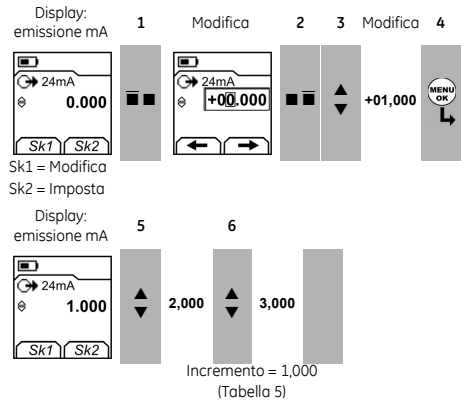 Display:
emissione mA
1
Modifica
2
3
Modifica
4
24mA
0.000
Sk1 Sk2
24mA
+00.000
+01,000
MENU
OK
Sk1 = Modifica
Sk2 = Imposta
Display:
emissione mA
5
6
24mA
1.000
Sk1 Sk2
2,000
3,000
Incremento = 1,000
(Tabella 5)